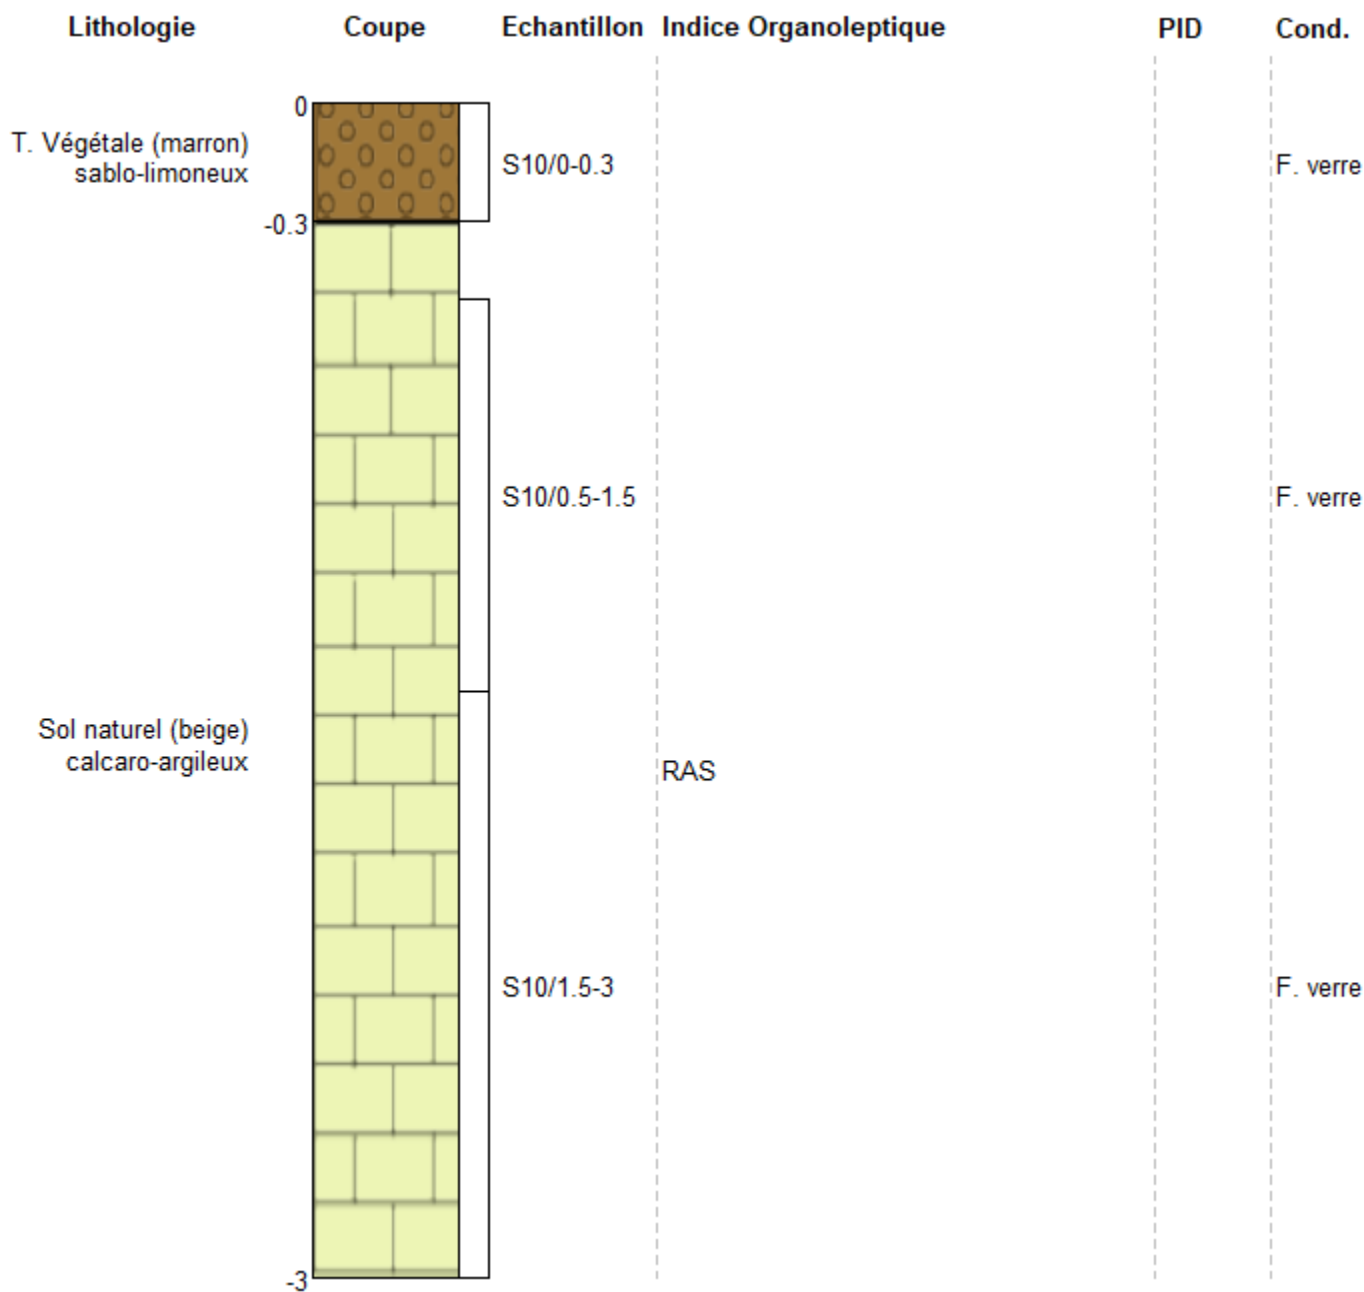 Lithologie Coupe Echantillon Indice Organoleptique PID Cond.
0
T. Végétale (marron)
sablo-limoneux
S10/0-0.3 F. verre
-0.3
S10/0.5-1.5 F. verre
Sol naturel (beige)
calcaro-argileux
RAS
S10/1.5-3 F. verre
-3